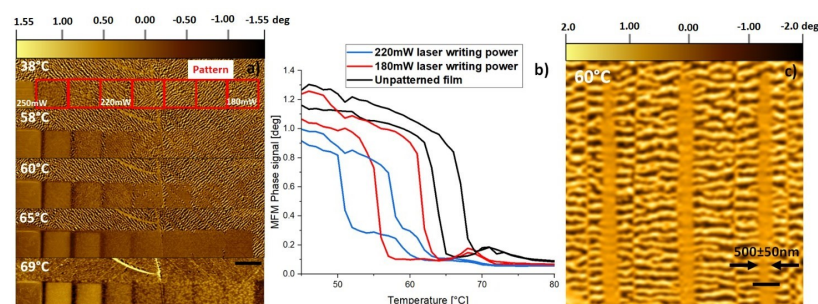 1.55 1.00 0.50 0.00 -0.50 -1.00 -1.55 deg
38°C
Pattern
a)
250mW 220mW 180mW
58°C
60°C
65°C
69°C
220mW laser writing power
180mW laser writing power
Unpatterned film
b)
MFM Phase signal [deg]
1.4
1.2
1.0
0.8
0.6
0.4
0.2
0.0
50 60 70 80
Temperature [°C]
2.0 1.00 0.00 -1.00 -2.0 deg
60°C
c)
500±50nm